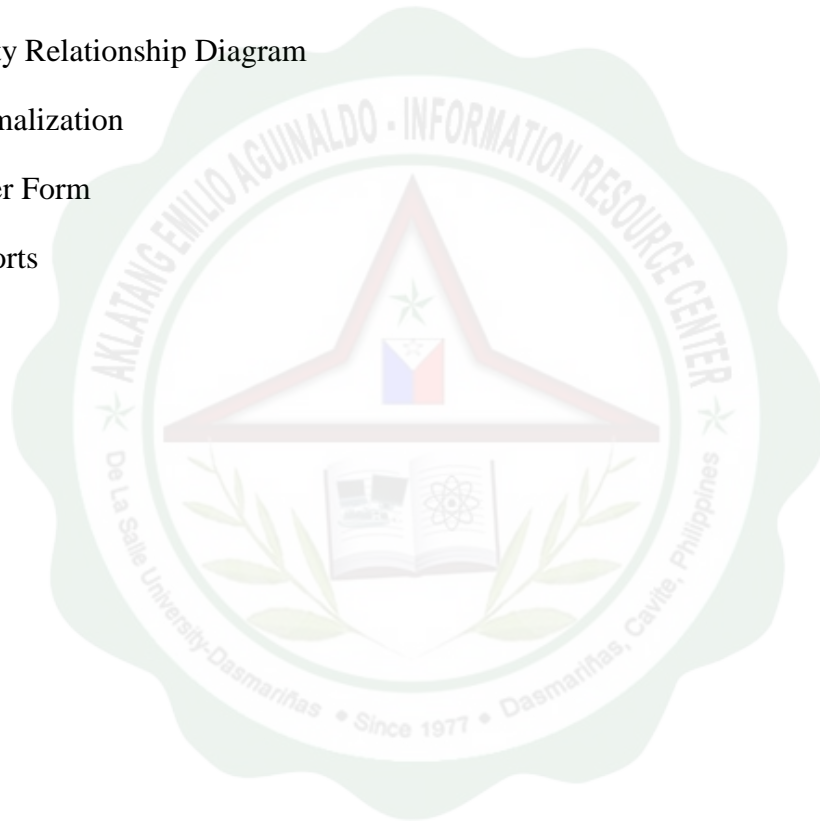 y Relationship Diagram
malization
er Form
orts
AKLATANG EMILIO AGUINALDO - INFORMATION RESOURCE CENTER
De La Salle University-Dasmariñas • Since 1977 • Dasmariñas, Cavite, Philippines